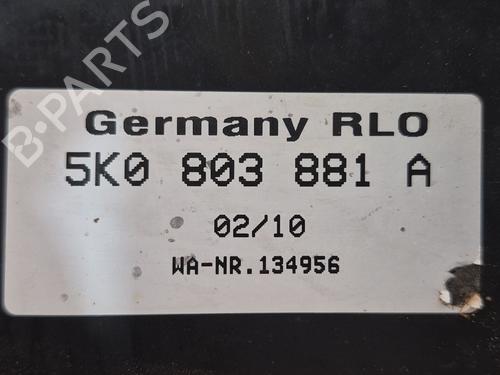 B-PARTS
Germany RLO
5K0 803 881 A
02/10
WA-NR.134956